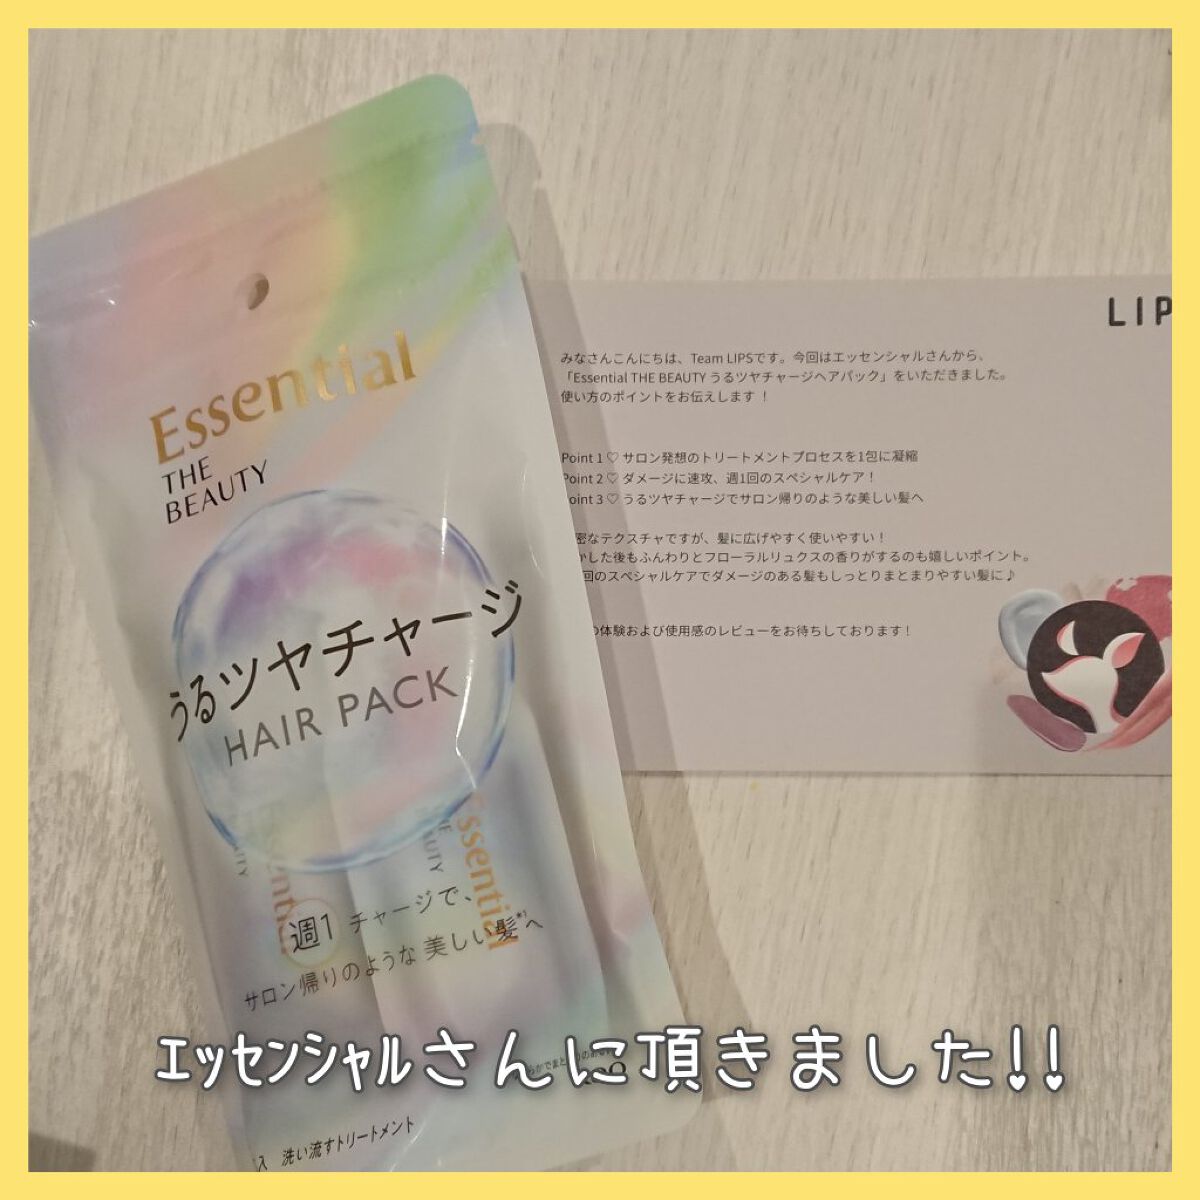 Essential
THE
BEAUTY
うるツヤチャージ
HAIR PACK
THE
BEAUTY
Essential
週1 チャージで、
サロン帰りのような 美しい髪*¹へ
洗い流すトリートメント
LIP
みなさんこんにちは、Team LIPSです。今回はエッセンシャルさんから、
「Essential THE BEAUTY うるツヤチャージヘアパック」をいただきました。
使い方のポイントをお伝えします！
Point 1 ♡ サロン発想のトリートメントプロセスを1包に凝縮
Point 2 ♡ ダメージに速攻、週1回のスペシャルケア！
oint 3 ♡ うるツヤチャージでサロン帰りのような美しい髪へ
密なテクスチャですが、髪に広げやすく使いやすい！
かした後もふんわりとフローラルリュクスの香りがするのも嬉しいポイント。
回のスペシャルケアでダメージのある髪もしっとりまとまりやすい髪に♪
の体験および使用感のレビューをお待ちしております！
ｴｯｾﾝｼｬﾙさんに頂きました!!